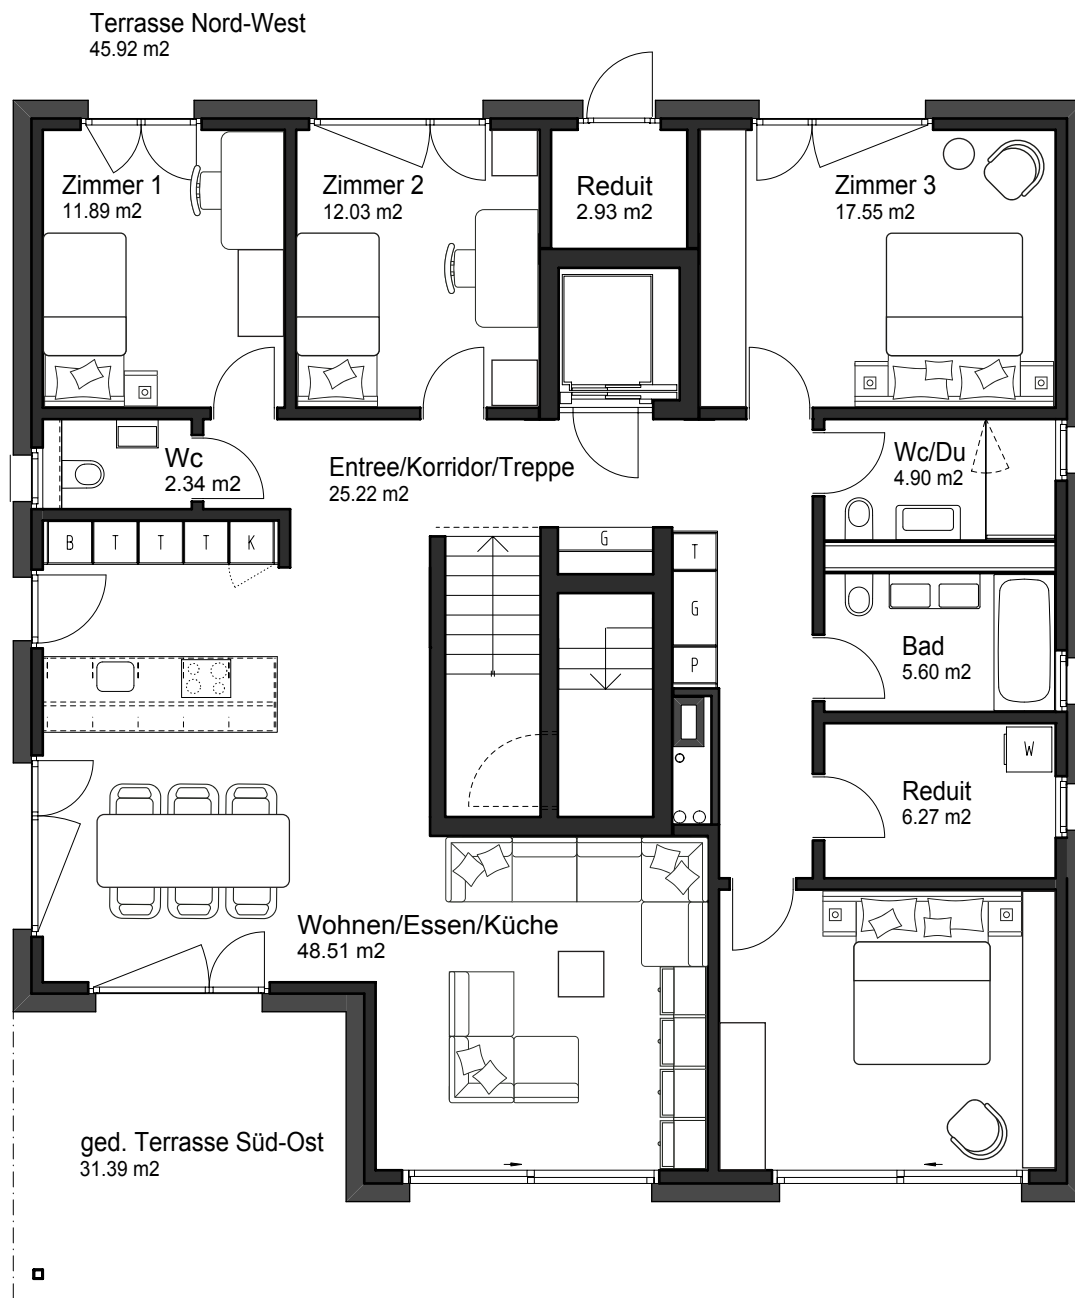 Terrasse Nord-West
45.92 m2
Zimmer 1
11.89 m2
Zimmer 2
12.03 m2
Reduit
2.93 m2
Zimmer 3
17.55 m2
Wc
2.34 m2
Entree/Korridor/Treppe
25.22 m2
Wc/Du
4.90 m2
B T T T K
G
T
G
P
Bad
5.60 m2
W
Reduit
6.27 m2
Wohnen/Essen/Küche
48.51 m2
ged. Terrasse Süd-Ost
31.39 m2